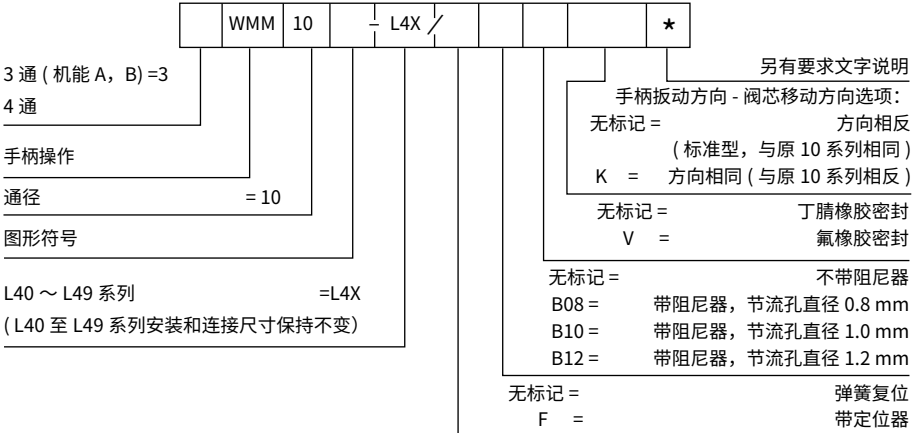 WMM 10 - L4X / *
3 通 ( 机能 A，B) =3
4 通
手柄操作
通径 = 10
图形符号
L40 ～ L49 系列 =L4X
( L40 至 L49 系列安装和连接尺寸保持不变）
另有要求文字说明
手柄扳动方向 - 阀芯移动方向选项：
无标记 = 方向相反
( 标准型，与原 10 系列相同 )
K = 方向相同 ( 与原 10 系列相反 )
无标记 = 丁腈橡胶密封
V = 氟橡胶密封
无标记 = 不带阻尼器
B08 = 带阻尼器，节流孔直径 0.8 mm
B10 = 带阻尼器，节流孔直径 1.0 mm
B12 = 带阻尼器，节流孔直径 1.2 mm
无标记 = 弹簧复位
F = 带定位器